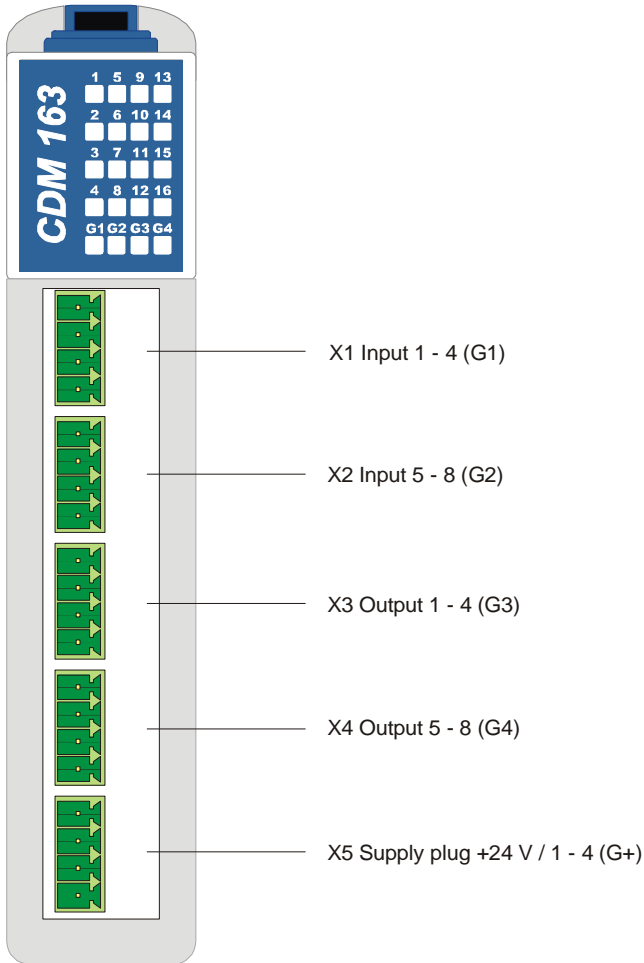 CDM 163
1 5 9 13
2 6 10 14
3 7 11 15
4 8 12 16
G1 G2 G3 G4
X1 Input 1 - 4 (G1)
X2 Input 5 - 8 (G2)
X3 Output 1 - 4 (G3)
X4 Output 5 - 8 (G4)
X5 Supply plug +24 V / 1 - 4 (G+)